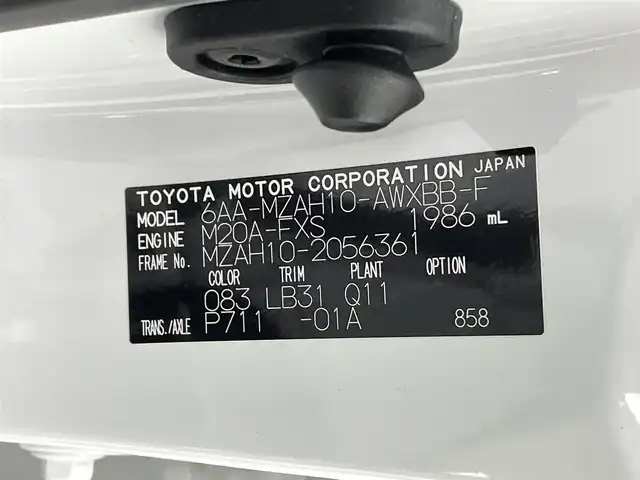 TOYOTA MOTOR CORPORATION JAPAN
MODEL 6AA-MZAH10-AWXBB-F
ENGINE M20A-FXS 1986 mL
FRAME No. MZAH10-2056361
COLOR TRIM PLANT OPTION
083 LB31 Q11
TRANS./AXLE P711 -01A 858